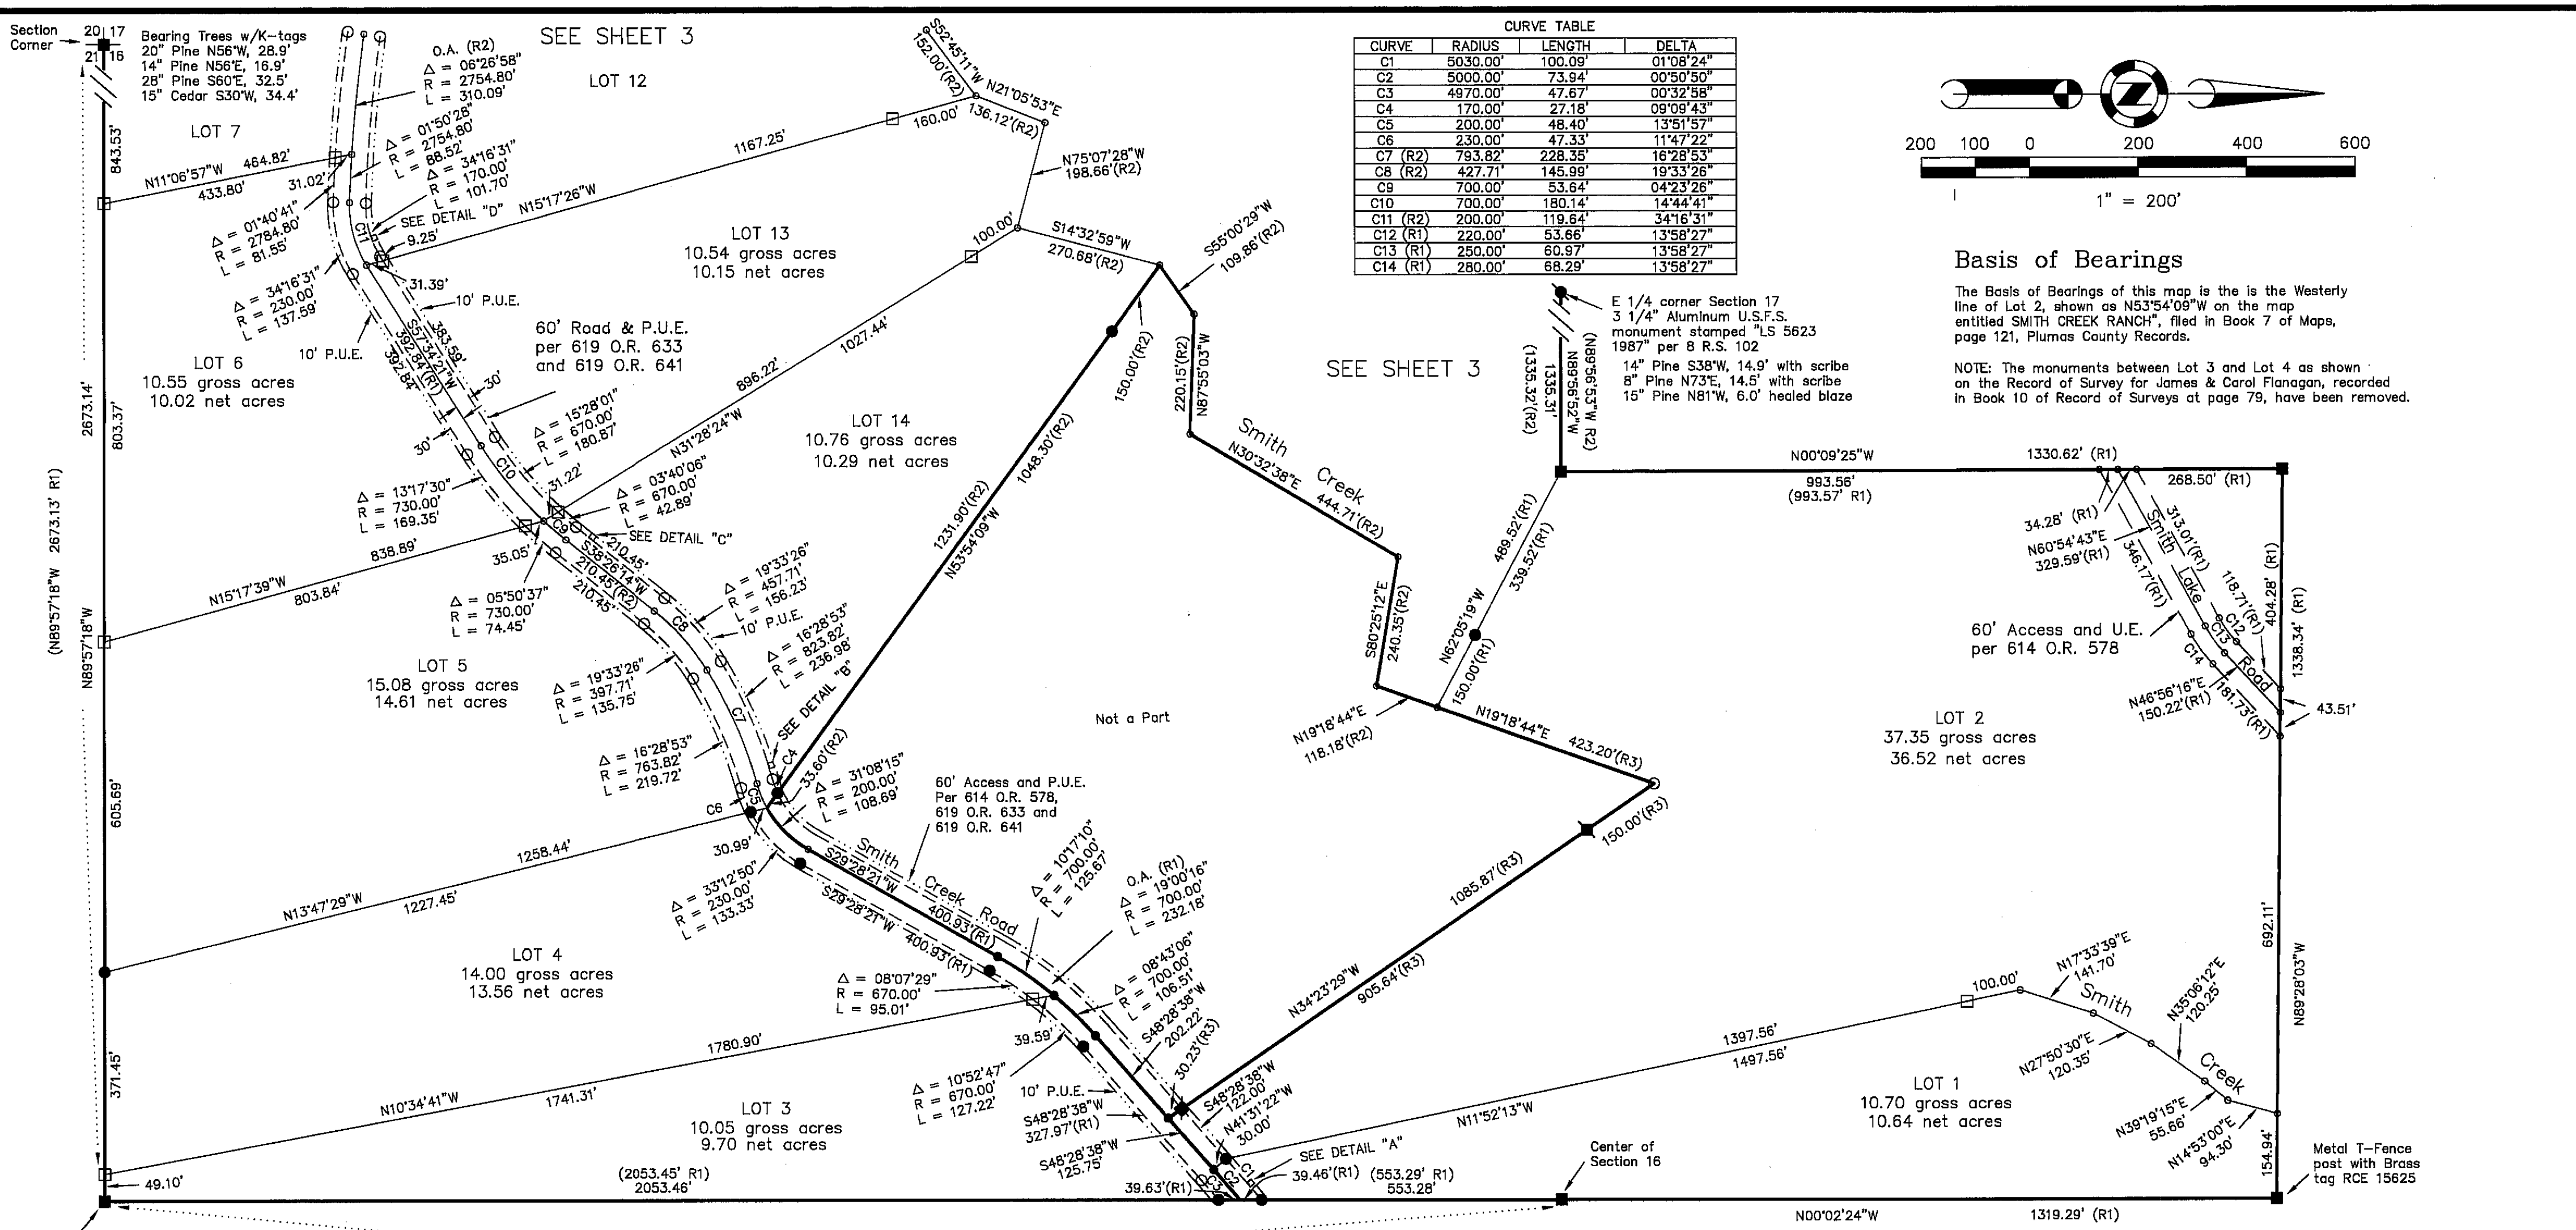 Section
Corner
20 | 17
21 | 16
Bearing Trees w/K-tags
20" Pine N56°W, 28.9'
14" Pine N56°E, 16.9'
28" Pine S60°E, 32.5'
15" Cedar S30°W, 34.4'
SEE SHEET 3
O.A. (R2)
Δ = 06°26'58"
R = 2754.80'
L = 310.09'
LOT 12
LOT 7
Δ = 01°50'28"
R = 2754.80'
L = 88.52'
Δ = 34°16'31"
R = 170.00'
L = 101.70'
SEE DETAIL "D"
9.25'
N11°06'57"W 464.82'
433.80'
31.02'
843.53'
Δ = 01°40'41"
R = 2784.80'
L = 81.55'
Δ = 34°16'31"
R = 230.00'
L = 137.59'
C11
31.39'
10' P.U.E.
10' P.U.E.
1167.25'
N15°17'26"W
160.00'
S52°45'11"W
152.00'(R2)
N21°05'53"E
136.12'(R2)
N75°07'28"W
198.66'(R2)
LOT 13
10.54 gross acres
10.15 net acres
100.00'
S14°32'59"W
270.68'(R2)
S55°00'29"W
109.86'(R2)
60' Road & P.U.E.
per 619 O.R. 633
and 619 O.R. 641
383.59'
S57°34'21"W
392.84'(R1)
392.84'
30'
30'
LOT 6
10.55 gross acres
10.02 net acres
2673.14'
803.37'
(N89°57'18"W 2673.13' R1)
N89°57'18"W
1027.44'
896.22'
N31°28'24"W
LOT 14
10.76 gross acres
10.29 net acres
Δ = 15°28'01"
R = 670.00'
L = 180.87'
31.22'
C10
Δ = 03°40'06"
R = 670.00'
L = 42.89'
SEE DETAIL "C"
Δ = 13°17'30"
R = 730.00'
L = 169.35'
838.89'
N15°17'39"W
803.84'
35.05'
C9
210.45'
S38°26'14"W
210.45'(R2)
210.45'
Δ = 05°50'37"
R = 730.00'
L = 74.45'
Δ = 19°33'26"
R = 457.71'
L = 156.23'
10' P.U.E.
C8
Δ = 16°28'53"
R = 823.82'
L = 236.98'
SEE DETAIL "B"
LOT 5
15.08 gross acres
14.61 net acres
Δ = 19°33'26"
R = 397.71'
L = 135.75'
C7
Δ = 16°28'53"
R = 763.82'
L = 219.72'
C4
C5
C6
33.60'(R2)
150.00'(R2)
1048.30'(R2)
1231.90'(R2)
N53°54'09"W
220.15'(R2)
N87°55'03"W
Smith
Creek
N30°32'38"E
444.71'(R2)
S80°25'12"E
240.35'(R2)
Not a Part
N19°18'44"E
118.18'(R2)
CURVE TABLE
CURVE RADIUS LENGTH DELTA
C1 5030.00' 100.09' 01°08'24"
C2 5000.00' 73.94' 00°50'50"
C3 4970.00' 47.67' 00°32'58"
C4 170.00' 27.18' 09°09'43"
C5 200.00' 48.40' 13°51'57"
C6 230.00' 47.33' 11°47'22"
C7 (R2) 793.82' 228.35' 16°28'53"
C8 (R2) 427.71' 145.99' 19°33'26"
C9 700.00' 53.64' 04°23'26"
C10 700.00' 180.14' 14°44'41"
C11 (R2) 200.00' 119.64' 34°16'31"
C12 (R1) 220.00' 53.66' 13°58'27"
C13 (R1) 250.00' 60.97' 13°58'27"
C14 (R1) 280.00' 68.29' 13°58'27"
Z
200 100 0 200 400 600
1" = 200'
Basis of Bearings
The Basis of Bearings of this map is the is the Westerly
line of Lot 2, shown as N53°54'09"W on the map
entitled SMITH CREEK RANCH", filed in Book 7 of Maps,
page 121, Plumas County Records.
NOTE: The monuments between Lot 3 and Lot 4 as shown
on the Record of Survey for James & Carol Flanagan, recorded
in Book 10 of Record of Surveys at page 79, have been removed.
E 1/4 corner Section 17
3 1/4" Aluminum U.S.F.S.
monument stamped "LS 5623
1987" per 8 R.S. 102
14" Pine S38°W, 14.9' with scribe
8" Pine N73°E, 14.5' with scribe
15" Pine N81°W, 6.0' healed blaze
SEE SHEET 3
(1335.32'(R2)
1335.31'
N89°56'52"W
(N89°56'53"W R2)
N00°09'25"W 1330.62' (R1)
993.56'
(993.57' R1)
268.50' (R1)
34.28' (R1)
N60°54'43"E
329.59'(R1)
313.01'(R1)
346.17'(R1)
Smith
Lake
Road
118.71'(R1)
C12
C13
C14
404.28' (R1)
1338.34' (R1)
60' Access and U.E.
per 614 O.R. 578
N46°56'16"E
150.22'(R1)
181.73'(R1)
43.51'
489.52'(R1)
339.52'(R1)
N62°05'19"W
150.00'(R1)
LOT 2
37.35 gross acres
36.52 net acres
N19°18'44"E 423.20'(R3)
150.00'(R3)
1085.87'(R3)
N34°23'29"W
905.64'(R3)
605.69'
1258.44'
N13°47'29"W
1227.45'
30.99'
Δ = 31°08'15"
R = 200.00'
L = 108.69'
60' Access and P.U.E.
Per 614 O.R. 578,
619 O.R. 633 and
619 O.R. 641
Δ = 33°12'50"
R = 230.00'
L = 133.33'
Smith
Creek
Road
S29°28'21"W
400.93'(R1)
S29°28'21"W
400.93'(R1)
Δ = 10°17'10"
R = 700.00'
L = 125.67'
O.A. (R1)
Δ = 19°00'16"
R = 700.00'
L = 232.18'
Δ = 08°43'06"
R = 700.00'
L = 106.51'
S48°28'38"W
202.22'
30.23'(R3)
LOT 4
14.00 gross acres
13.56 net acres
Δ = 08°07'29"
R = 670.00'
L = 95.01'
39.59'
1780.90'
N10°34'41"W
1741.31'
371.45'
Δ = 10°52'47"
R = 670.00'
L = 127.22'
10' P.U.E.
S48°28'38"W
327.97'(R1)
S48°28'38"W
125.75'
LOT 3
10.05 gross acres
9.70 net acres
S48°28'38"W
122.00'
N41°31'22"W
30.00'
C1
C2
C3
SEE DETAIL "A"
39.46'(R1) (553.29' R1)
553.28'
39.63'(R1)
49.10'
(2053.45' R1)
2053.46'
1397.56'
1497.56'
N11°52'13"W
100.00'
Center of
Section 16
LOT 1
10.70 gross acres
10.64 net acres
Smith
Creek
N17°33'39"E
141.70'
N27°50'30"E
120.35'
N35°06'12"E
120.25'
N39°19'15"E
55.66'
N14°53'00"E
94.30'
692.11'
N89°28'03"W
154.94'
Metal T-Fence
post with Brass
tag RCE 15625
N00°02'24"W 1319.29' (R1)